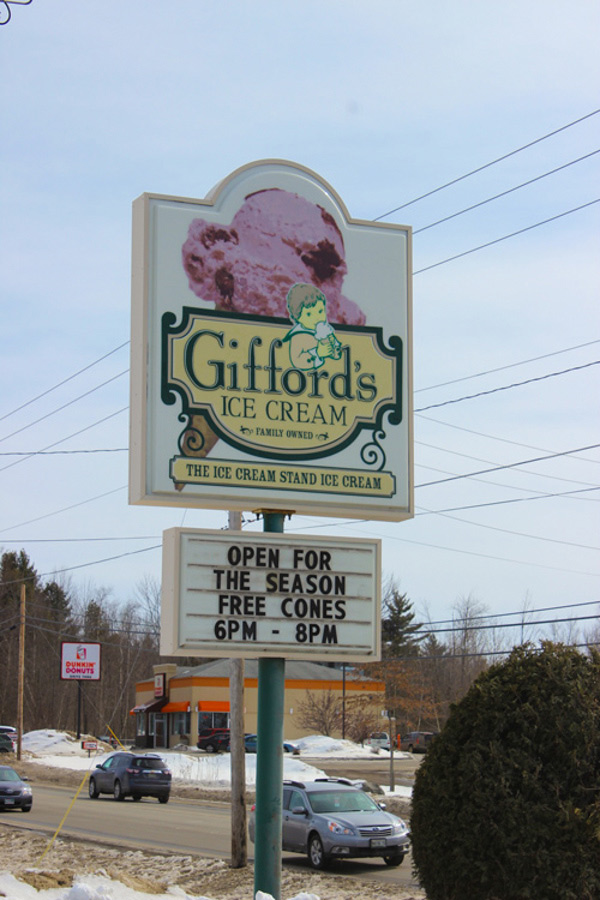 Gifford's
ICE CREAM
FAMILY OWNED
THE ICE CREAM STAND ICE CREAM
OPEN FOR
THE SEASON
FREE CONES
6PM - 8PM
DUNKIN'
DONUTS